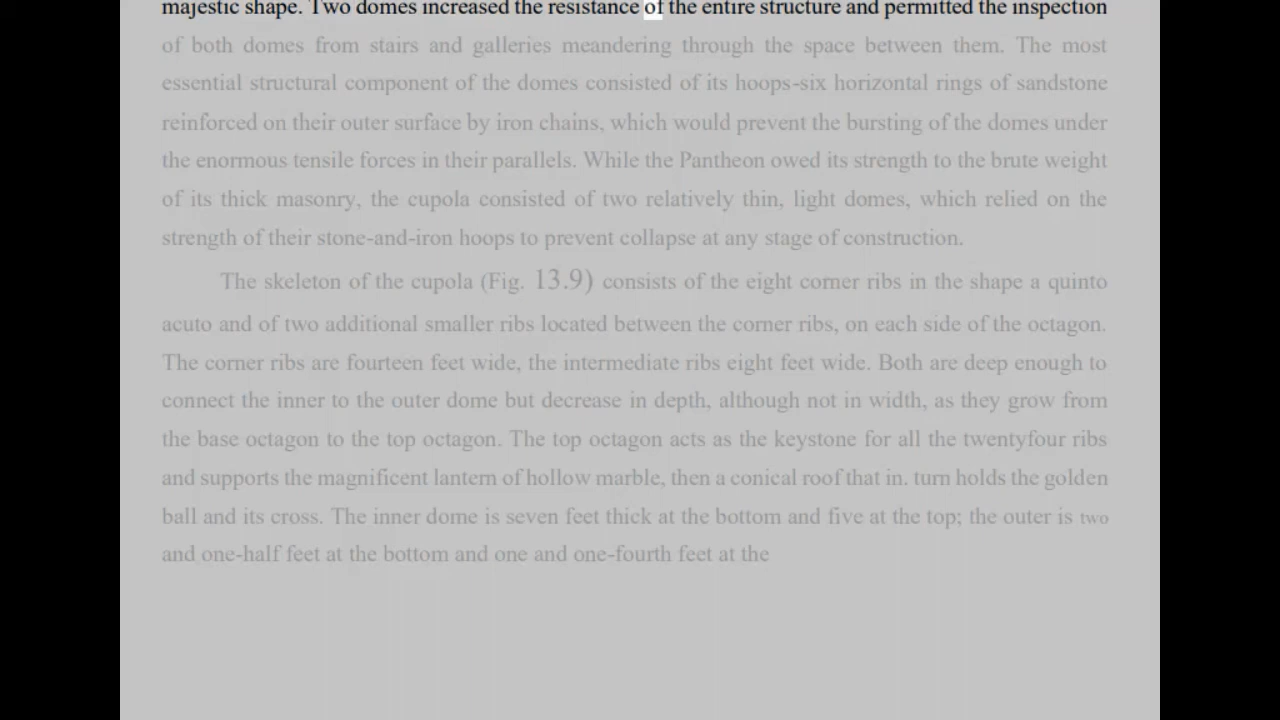 majestic shape. Two domes increased the resistance of the entire structure and permitted the inspection
of both domes from stairs and galleries meandering through the space between them. The most
essential structural component of the domes consisted of its hoops-six horizontal rings of sandstone
reinforced on their outer surface by iron chains, which would prevent the bursting of the domes under
the enormous tensile forces in their parallels. While the Pantheon owed its strength to the brute weight
of its thick masonry, the cupola consisted of two relatively thin, light domes, which relied on the
strength of their stone-and-iron hoops to prevent collapse at any stage of construction.
The skeleton of the cupola (Fig. 13.9) consists of the eight corner ribs in the shape a quinto
acuto and of two additional smaller ribs located between the corner ribs, on each side of the octagon.
The corner ribs are fourteen feet wide, the intermediate ribs eight feet wide. Both are deep enough to
connect the inner to the outer dome but decrease in depth, although not in width, as they grow from
the base octagon to the top octagon. The top octagon acts as the keystone for all the twentyfour ribs
and supports the magnificent lantern of hollow marble, then a conical roof that in. turn holds the golden
ball and its cross. The inner dome is seven feet thick at the bottom and five at the top; the outer is two
and one-half feet at the bottom and one and one-fourth feet at the